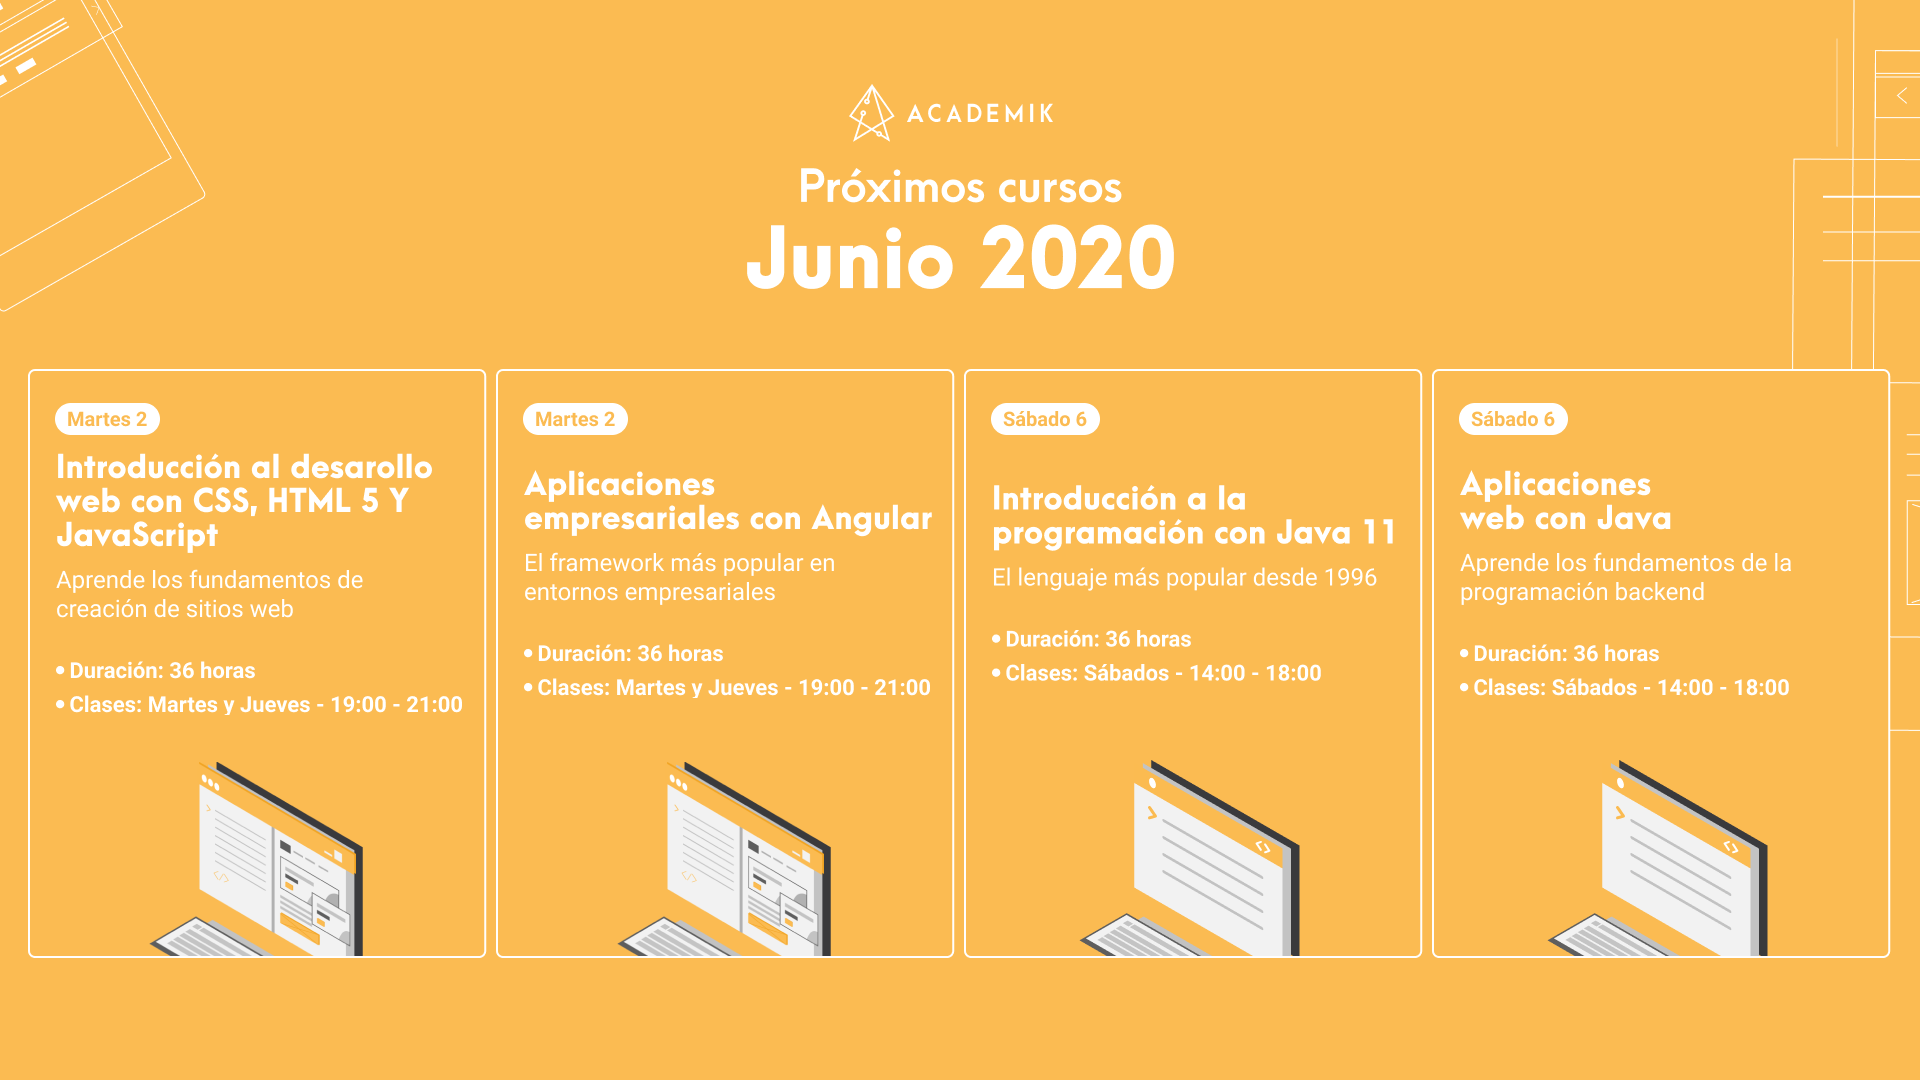 ACADEMIK
Próximos cursos
Junio 2020
Martes 2
Introducción al desarollo
web con CSS, HTML 5 Y
JavaScript
Aprende los fundamentos de
creación de sitios web
• Duración: 36 horas
• Clases: Martes y Jueves - 19:00 - 21:00
Martes 2
Aplicaciones
empresariales con Angular
El framework más popular en
entornos empresariales
• Duración: 36 horas
• Clases: Martes y Jueves - 19:00 - 21:00
Sábado 6
Introducción a la
programación con Java 11
El lenguaje más popular desde 1996
• Duración: 36 horas
• Clases: Sábados - 14:00 - 18:00
Sábado 6
Aplicaciones
web con Java
Aprende los fundamentos de la
programación backend
• Duración: 36 horas
• Clases: Sábados - 14:00 - 18:00